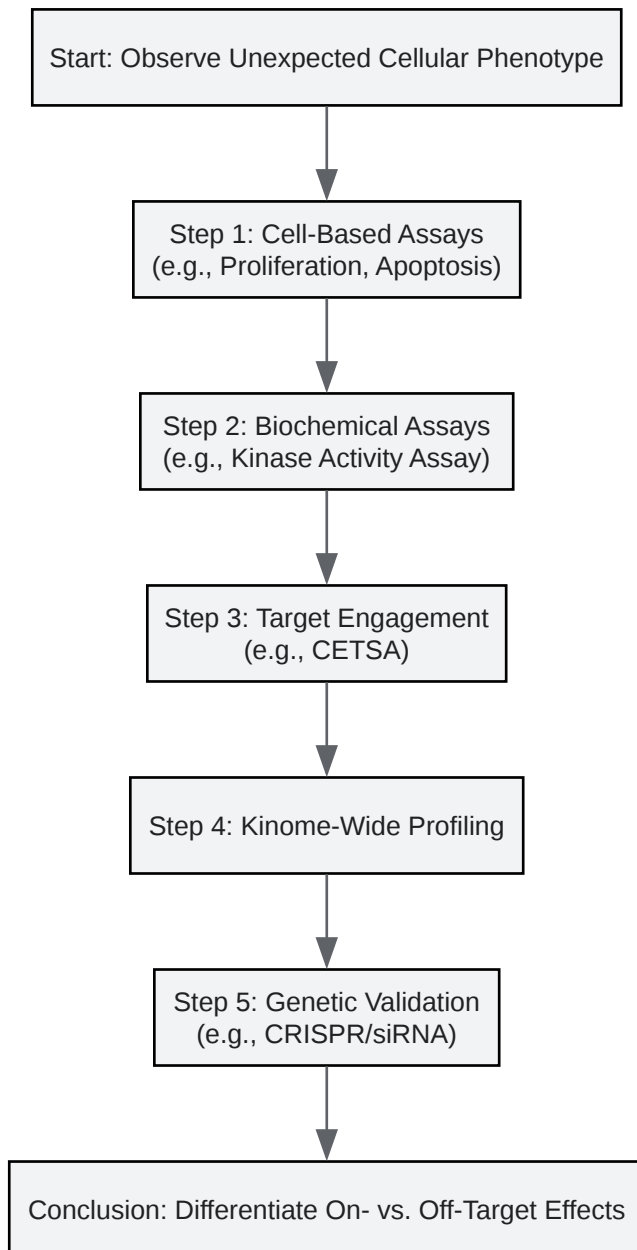 Start: Observe Unexpected Cellular Phenotype
Step 1: Cell-Based Assays
(e.g., Proliferation, Apoptosis)
Step 2: Biochemical Assays
(e.g., Kinase Activity Assay)
Step 3: Target Engagement
(e.g., CETSA)
Step 4: Kinome-Wide Profiling
Step 5: Genetic Validation
(e.g., CRISPR/siRNA)
Conclusion: Differentiate On- vs. Off-Target Effects